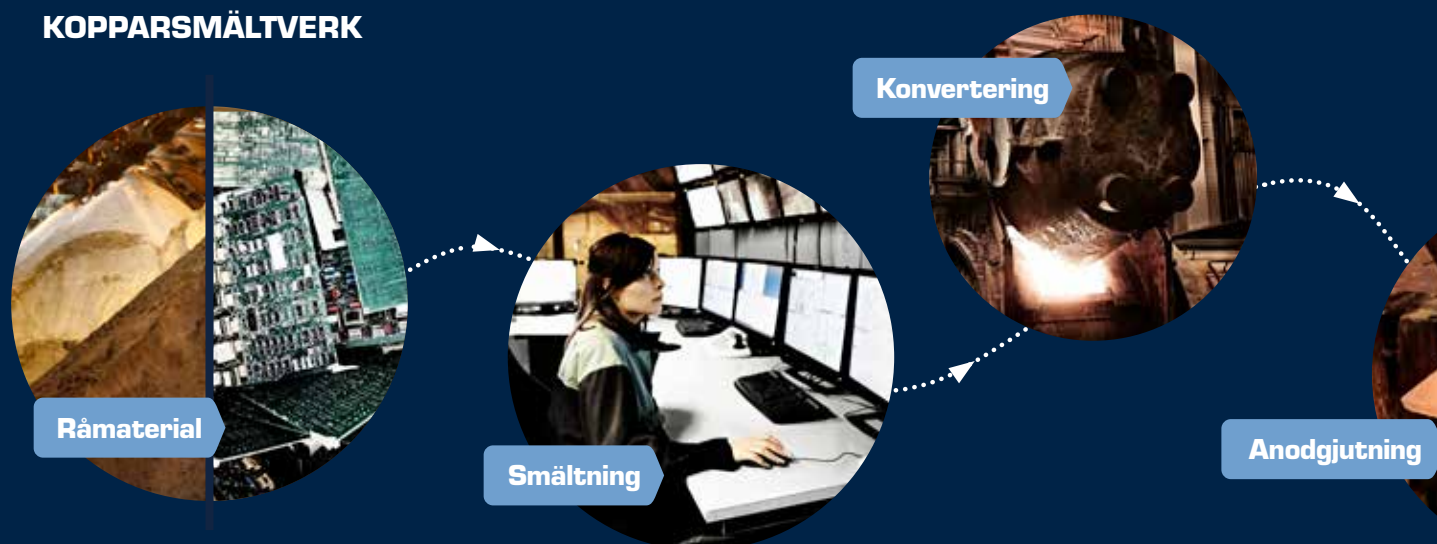 KOPPARSMÄLTVERK
Råmaterial
Smältning
Konvertering
Anodgjutning